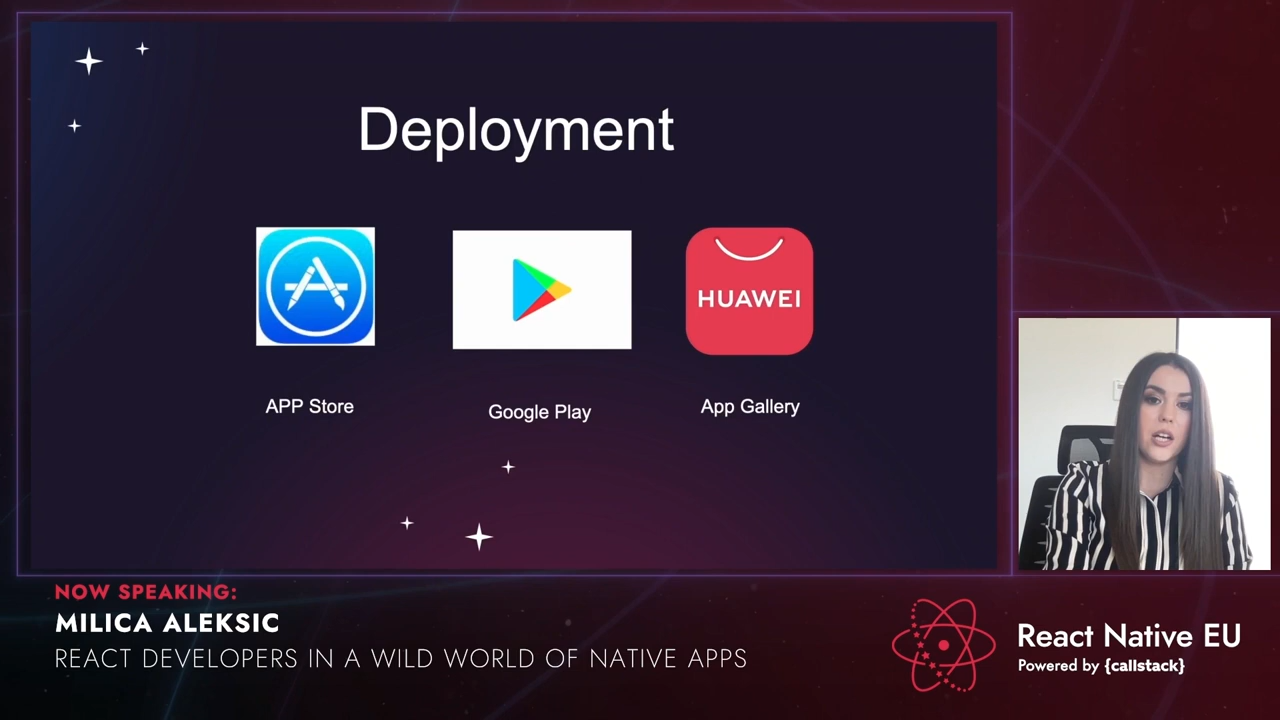 Deployment
HUAWEI
APP Store
Google Play
App Gallery
NOW SPEAKING:
MILICA ALEKSIC
REACT DEVELOPERS IN A WILD WORLD OF NATIVE APPS
React Native EU
Powered by {callstack}